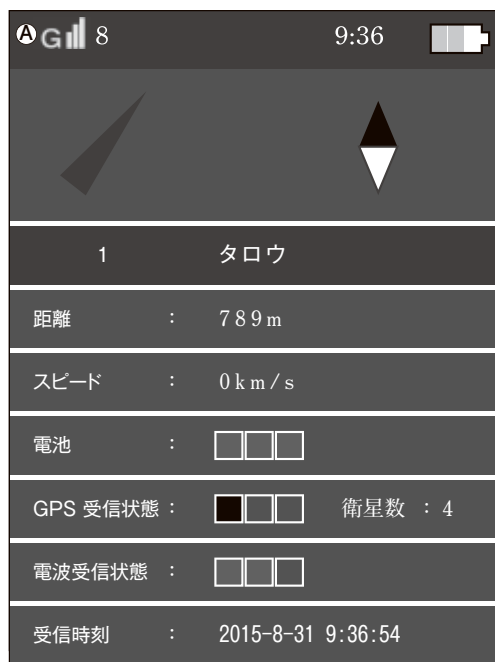 A G 8 9:36
1 タロウ
距離 : 789m
スピード : 0km/s
電池 :
GPS 受信状態 : 衛星数 : 4
電波受信状態 :
受信時刻 : 2015-8-31 9:36:54